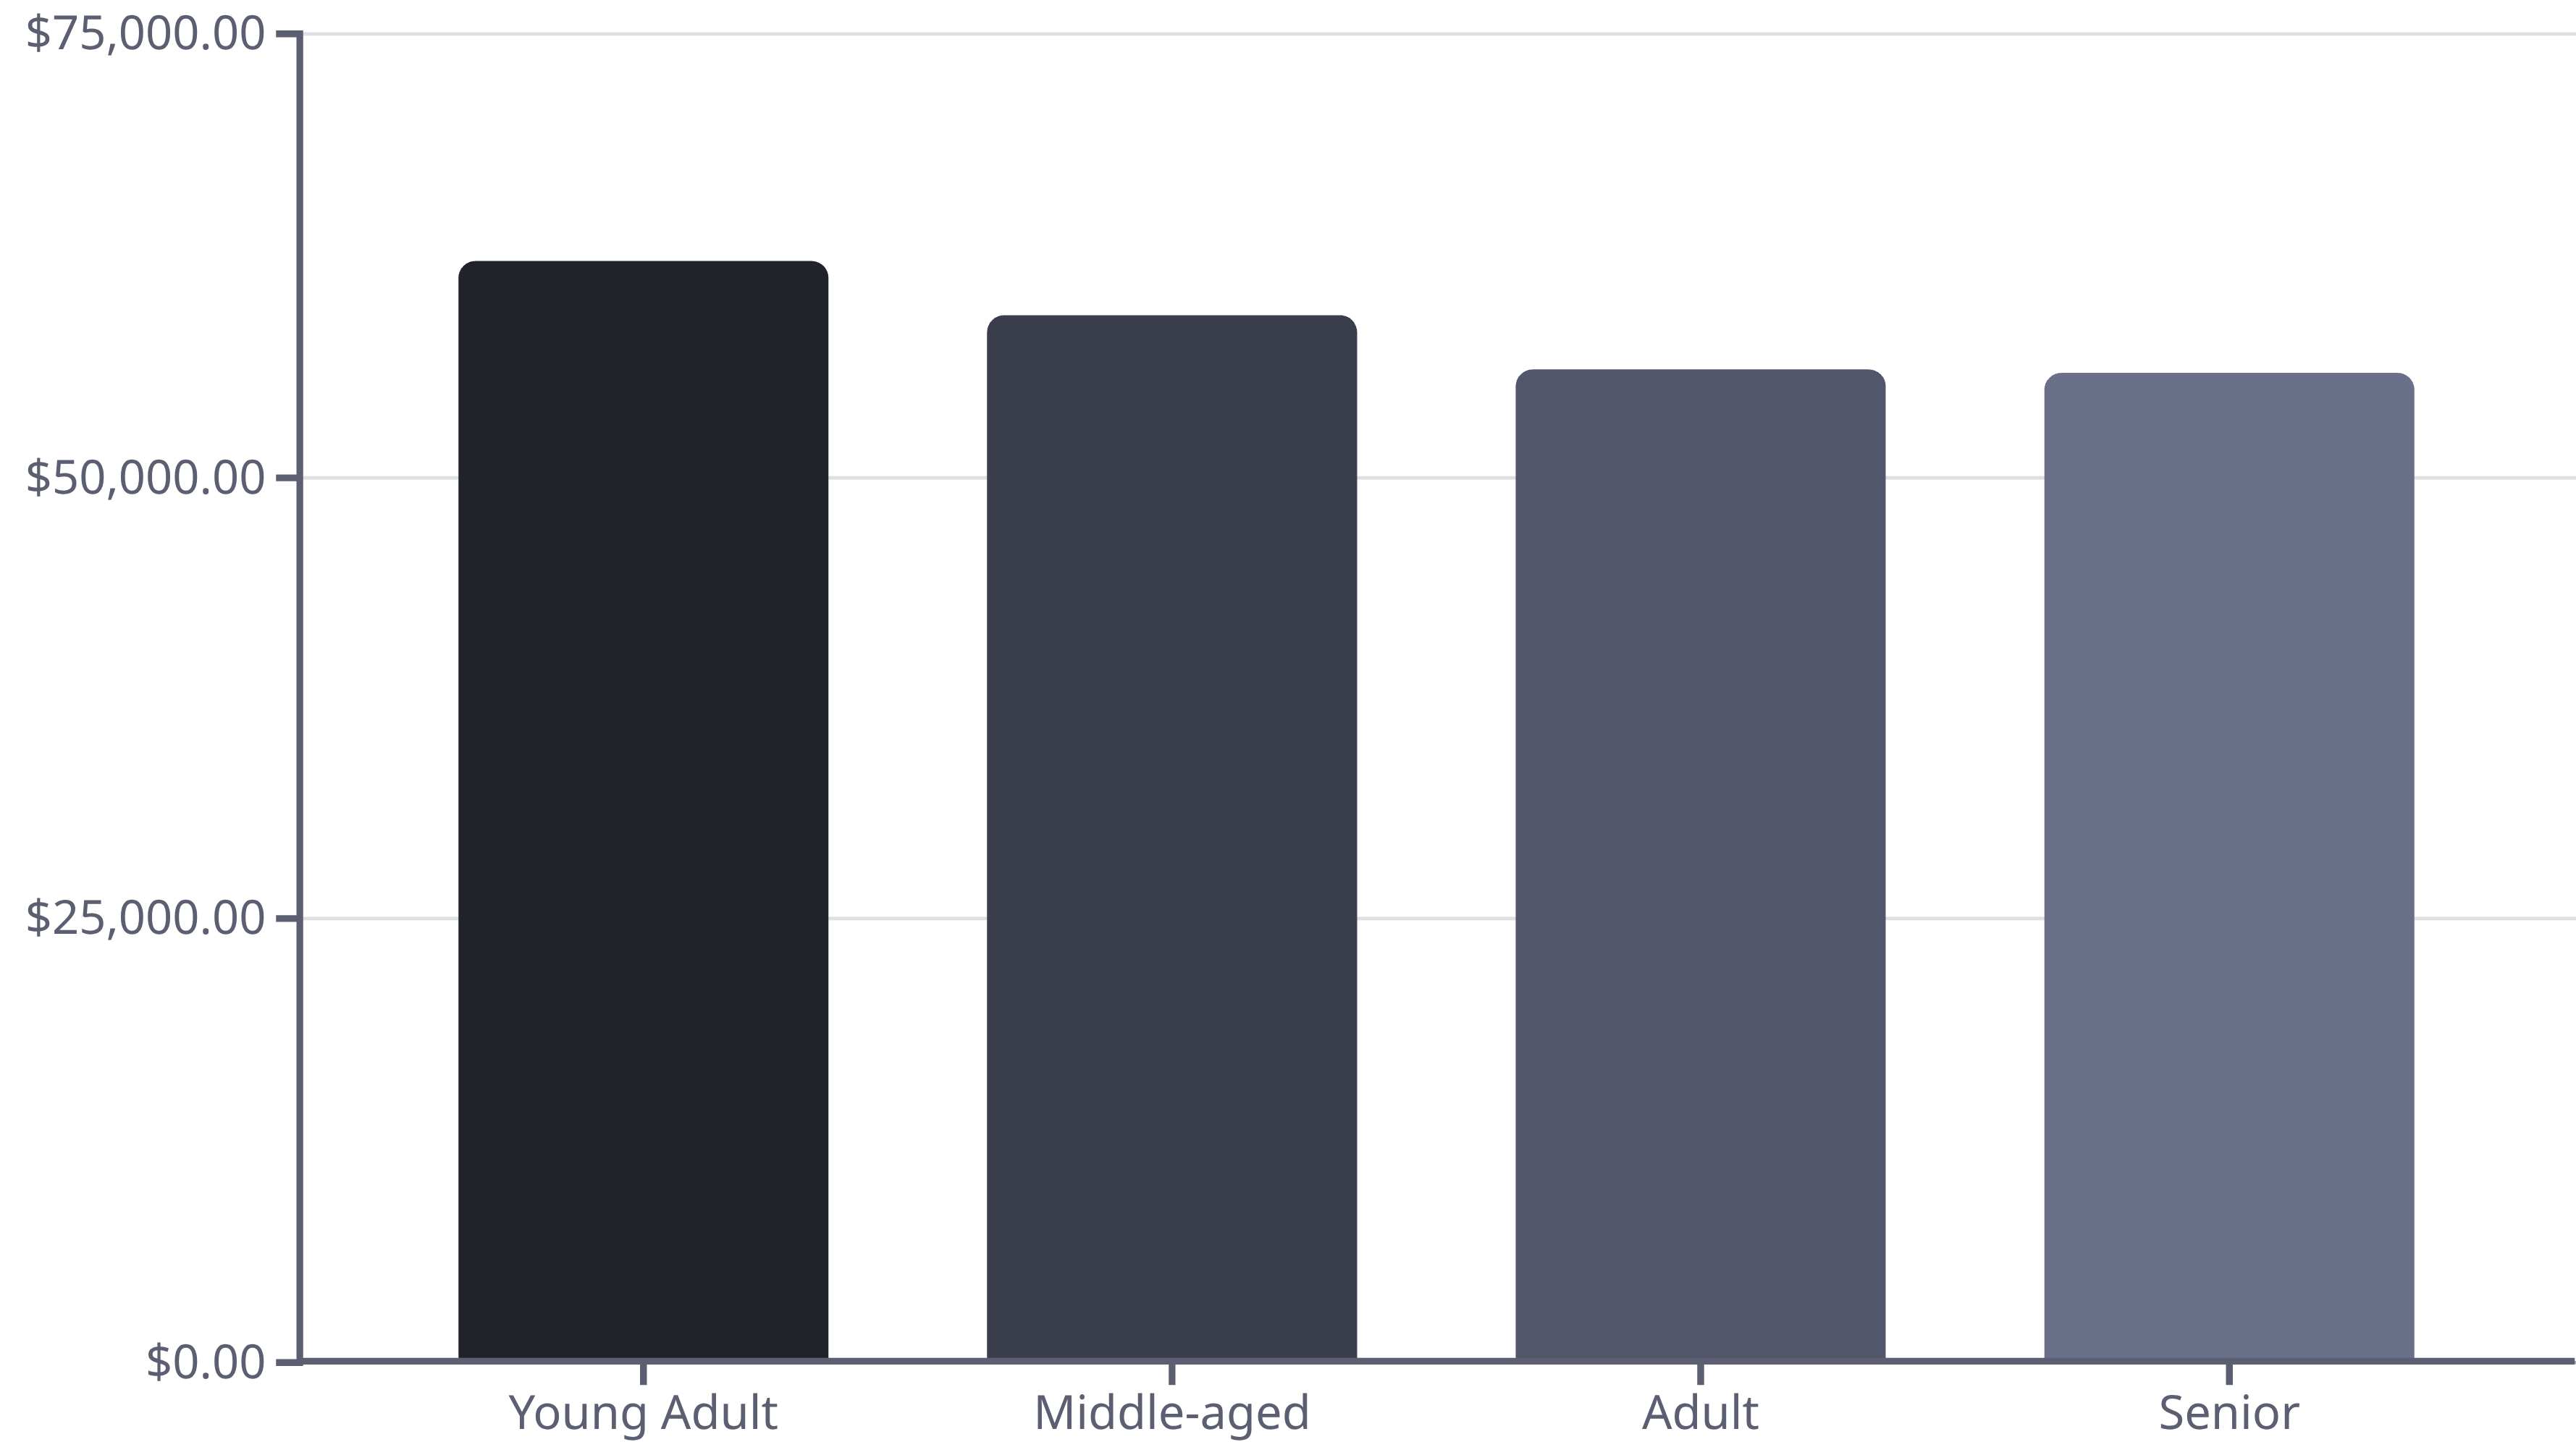 $75,000.00
$50,000.00
$25,000.00
$0.00
Young Adult
Middle-aged
Adult
Senior